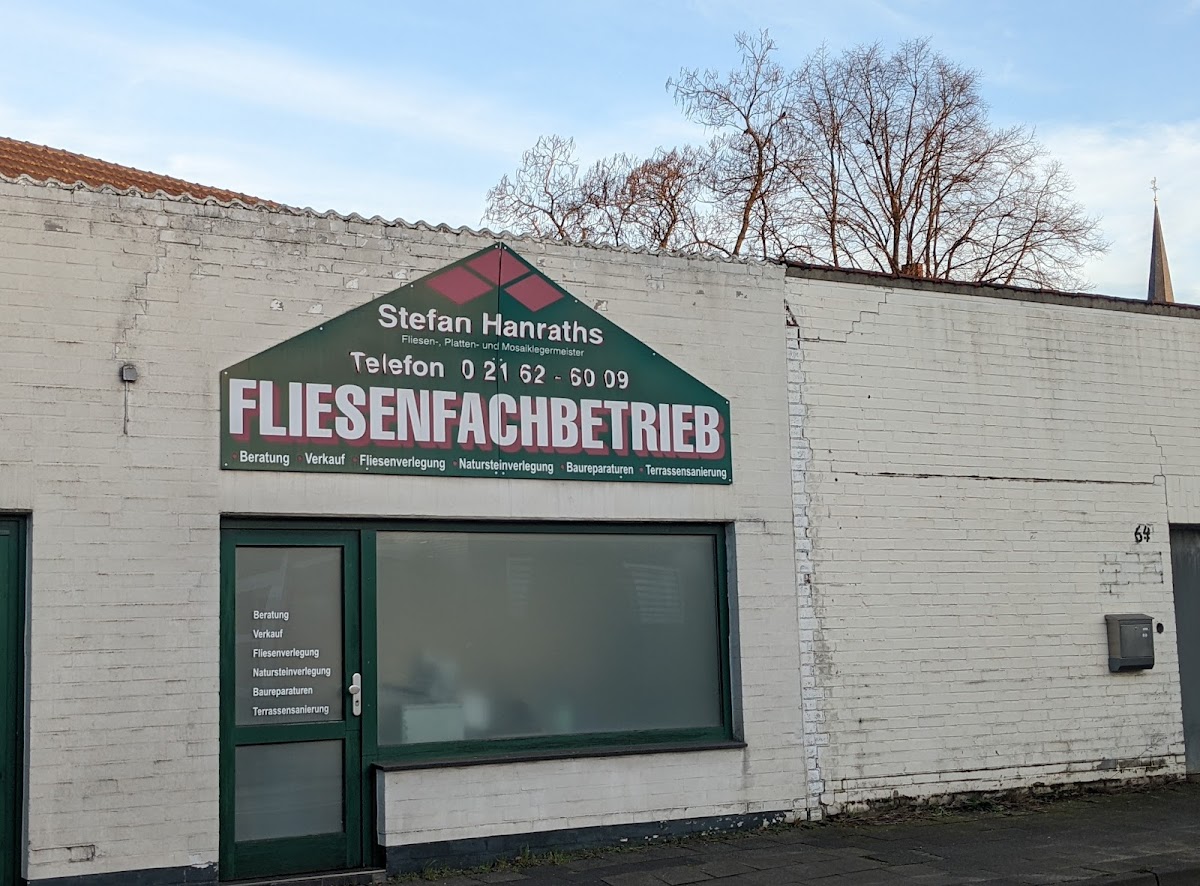 Stefan Hanraths
Fliesen-, Platten- und Mosaiklegermeister
Telefon 0 21 62 - 60 09
FLIESENFACHBETRIEB
Beratung Verkauf Fliesenverlegung Natursteinverlegung Baureparaturen Terrassensanierung
64
Beratung
Verkauf
Fliesenverlegung
Natursteinverlegung
Baureparaturen
Terrassensanierung